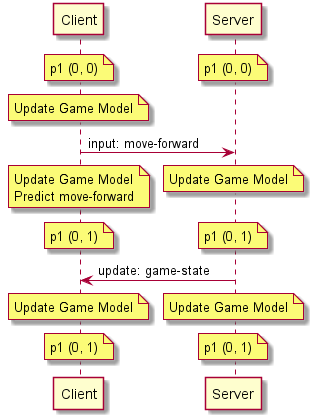 Client
Server
p1 (0, 0)
p1 (0, 0)
Update Game Model
input: move-forward
Update Game Model
Predict move-forward
Update Game Model
p1 (0, 1)
p1 (0, 1)
update: game-state
Update Game Model
Update Game Model
p1 (0, 1)
p1 (0, 1)
Client
Server